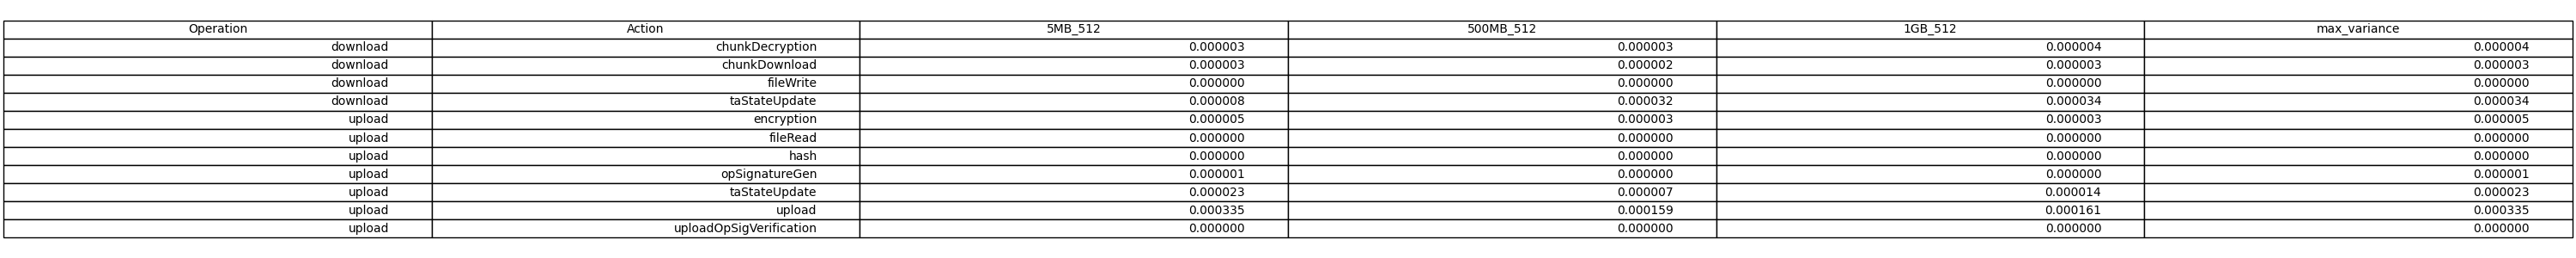 Operation Action 5MB_512 500MB_512 1GB_512 max_variance
download chunkDecryption 0.000003 0.000003 0.000004 0.000004
download chunkDownload 0.000003 0.000002 0.000003 0.000003
download fileWrite 0.000000 0.000000 0.000000 0.000000
download taStateUpdate 0.000008 0.000032 0.000034 0.000034
upload encryption 0.000005 0.000003 0.000003 0.000005
upload fileRead 0.000000 0.000000 0.000000 0.000000
upload hash 0.000000 0.000000 0.000000 0.000000
upload opSignatureGen 0.000001 0.000000 0.000000 0.000001
upload taStateUpdate 0.000023 0.000007 0.000014 0.000023
upload upload 0.000335 0.000159 0.000161 0.000335
upload uploadOpSigVerification 0.000000 0.000000 0.000000 0.000000